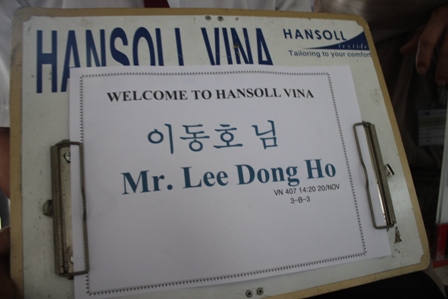 HANSOLL VINA
HANSOLL
textile
Tailoring to your comfort
WELCOME TO HANSOLL VINA
이동호 님
Mr. Lee Dong Ho
VN 407 14:20 20/NOV
3-B-3